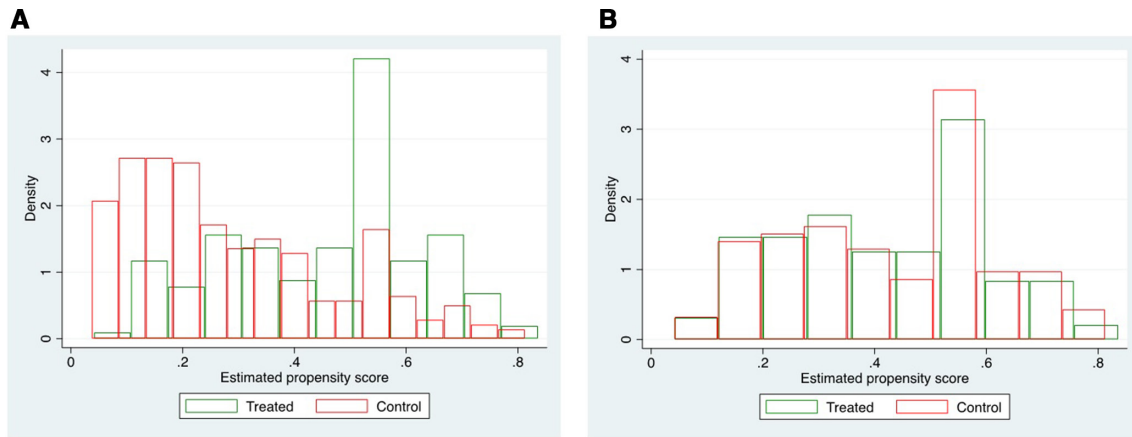 A
B
Density
4
3
2
1
0
0
.2
.4
.6
.8
Estimated propensity score
Treated
Control
Density
4
3
2
1
0
0
.2
.4
.6
.8
Estimated propensity score
Treated
Control